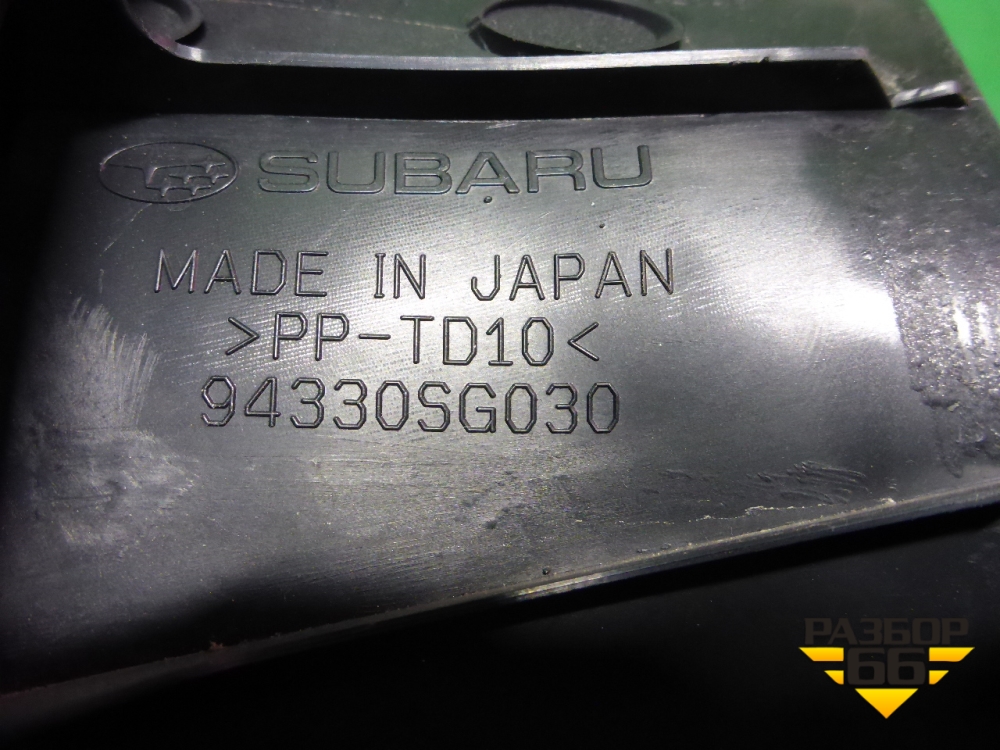 SUBARU
MADE IN JAPAN
>PP-TD10<
94330SG030
РАЗБОР
66